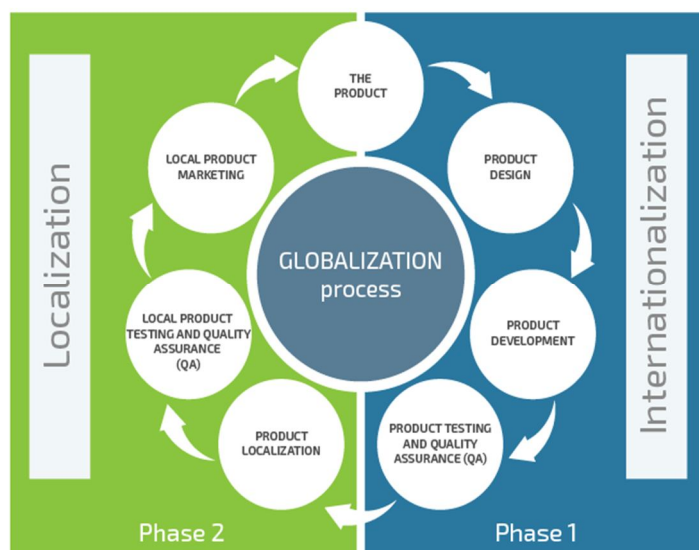 THE
PRODUCT
PRODUCT
DESIGN
PRODUCT
DEVELOPMENT
PRODUCT TESTING
AND QUALITY
ASSURANCE (QA)
PRODUCT
LOCALIZATION
LOCAL PRODUCT
TESTING AND QUALITY
ASSURANCE
(QA)
LOCAL PRODUCT
MARKETING
GLOBALIZATION
process
Localization
Internationalization
Phase 2
Phase 1